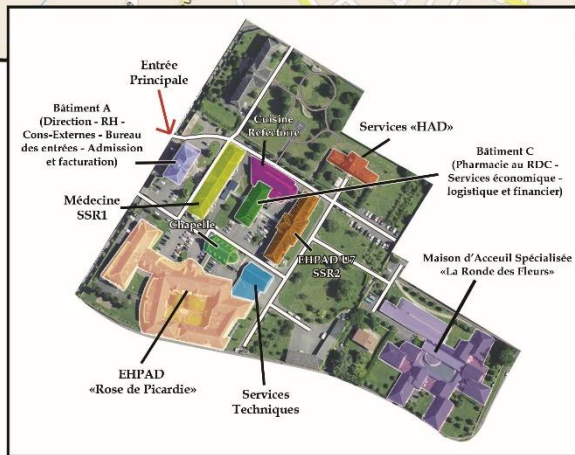 Entrée
Principale
Bâtiment A
(Direction - RH -
Cons-Externes - Bureau
des entrées - Admission
et facturation)
Cuisine
Réfectoire
Services «HAD»
Bâtiment C
(Pharmacie au RDC -
Services économique -
logistique et financier)
Médecine
SSR1
Chapelle
EHPAD U7
SSR2
Maison d'Acceuil Spécialisée
«La Ronde des Fleurs»
EHPAD
«Rose de Picardie»
Services
Techniques